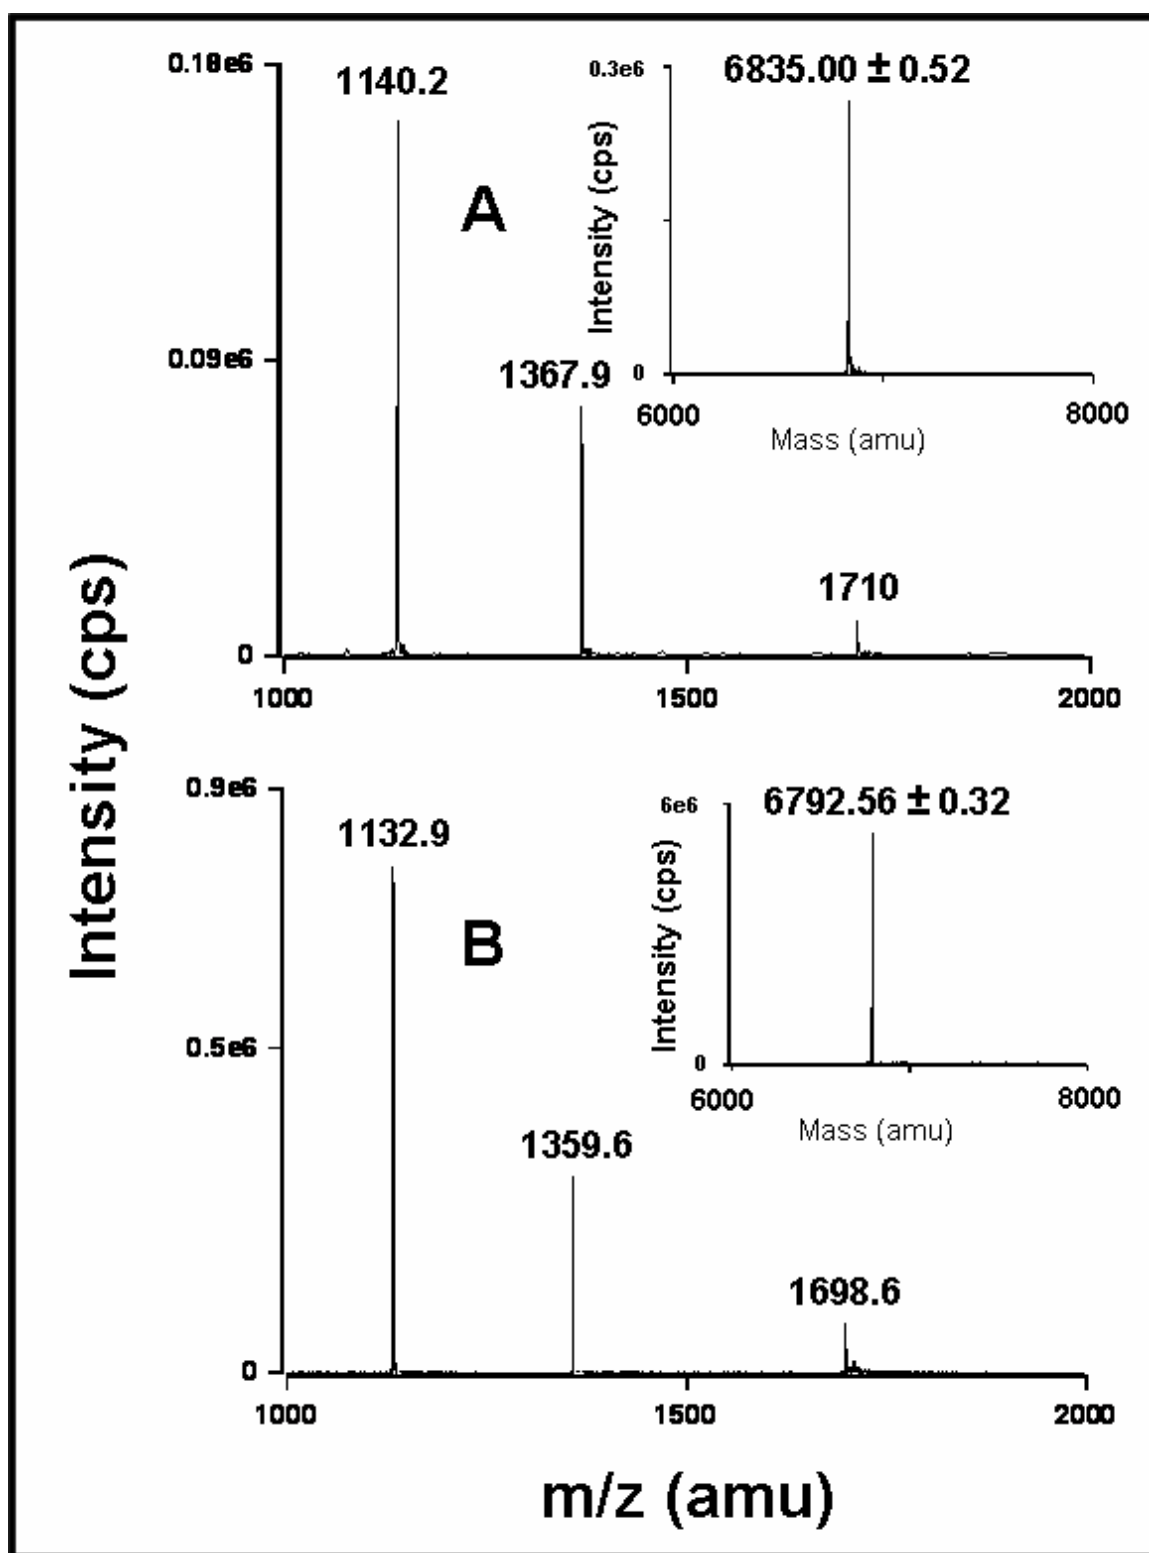 0.18e6
1140.2
A
0.09e6
1367.9
1710
0
1000
1500
2000
0.3e6
6835.00 ± 0.52
Intensity (cps)
0
6000
8000
Mass (amu)
Intensity (cps)
0.9e6
1132.9
B
0.5e6
1359.6
1698.6
0
1000
1500
2000
6e6
6792.56 ± 0.32
Intensity (cps)
0
6000
8000
Mass (amu)
m/z (amu)